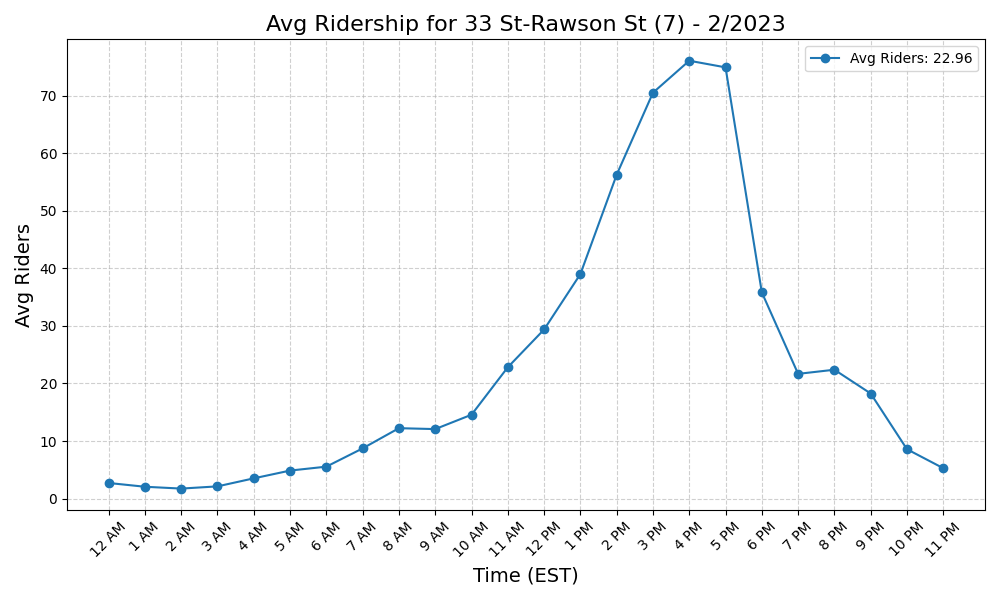 Avg Ridership for 33 St-Rawson St (7) - 2/2023
Avg Riders: 22.96
Avg Riders
70
60
50
40
30
20
10
0
12 AM
1 AM
2 AM
3 AM
4 AM
5 AM
6 AM
7 AM
8 AM
9 AM
10 AM
11 AM
12 PM
1 PM
2 PM
3 PM
4 PM
5 PM
6 PM
7 PM
8 PM
9 PM
10 PM
11 PM
Time (EST)